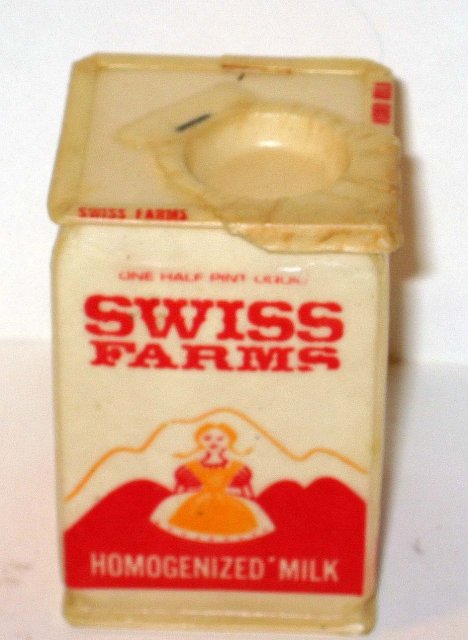 SWISS FARMS
ONE HALF PINT
SWISS
FARMS
HOMOGENIZED MILK